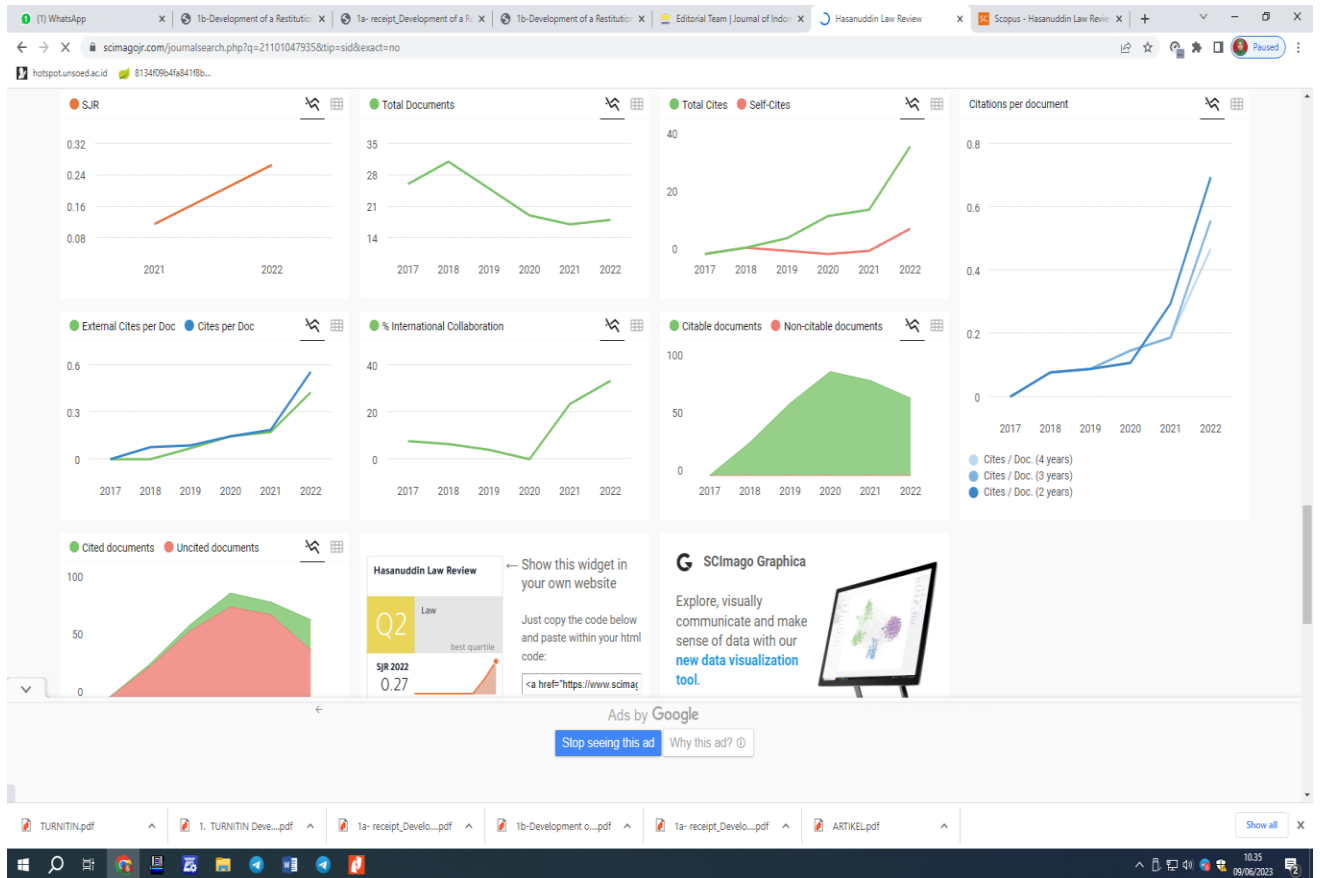 (1) WhatsApp
1b-Development of a Restitution
1a- receipt_Development of a Re
1b-Development of a Restitution
Editorial Team | Journal of Indon
Hasanuddin Law Review
Scopus - Hasanuddin Law Review
scimagojr.com/journalsearch.php?q=21101047935&tip=sid&exact=no
Paused
hotspot.unsoed.ac.id
8134f09b4fa841f8b...
SJR
0.32
0.24
0.16
0.08
2021 2022
Total Documents
35
28
21
14
2017 2018 2019 2020 2021 2022
Total Cites Self-Cites
40
20
0
2017 2018 2019 2020 2021 2022
Citations per document
0.8
0.6
0.4
0.2
0
2017 2018 2019 2020 2021 2022
Cites / Doc. (4 years)
Cites / Doc. (3 years)
Cites / Doc. (2 years)
External Cites per Doc Cites per Doc
0.6
0.3
0
2017 2018 2019 2020 2021 2022
% International Collaboration
40
20
0
2017 2018 2019 2020 2021 2022
Citable documents Non-citable documents
100
50
0
2017 2018 2019 2020 2021 2022
Cited documents Uncited documents
100
50
0
Hasanuddin Law Review
Q2
Law
best quartile
SJR 2022
0.27
← Show this widget in
your own website
Just copy the code below
and paste within your html
code:
<a href="https://www.scimag
SCImago Graphica
Explore, visually
communicate and make
sense of data with our
new data visualization
tool.
Ads by Google
Stop seeing this ad
Why this ad?
TURNITIN.pdf
1. TURNITIN Deve....pdf
1a- receipt_Develo....pdf
1b-Development o....pdf
1a- receipt_Develo....pdf
ARTIKEL.pdf
Show all
10.35
09/06/2023
2